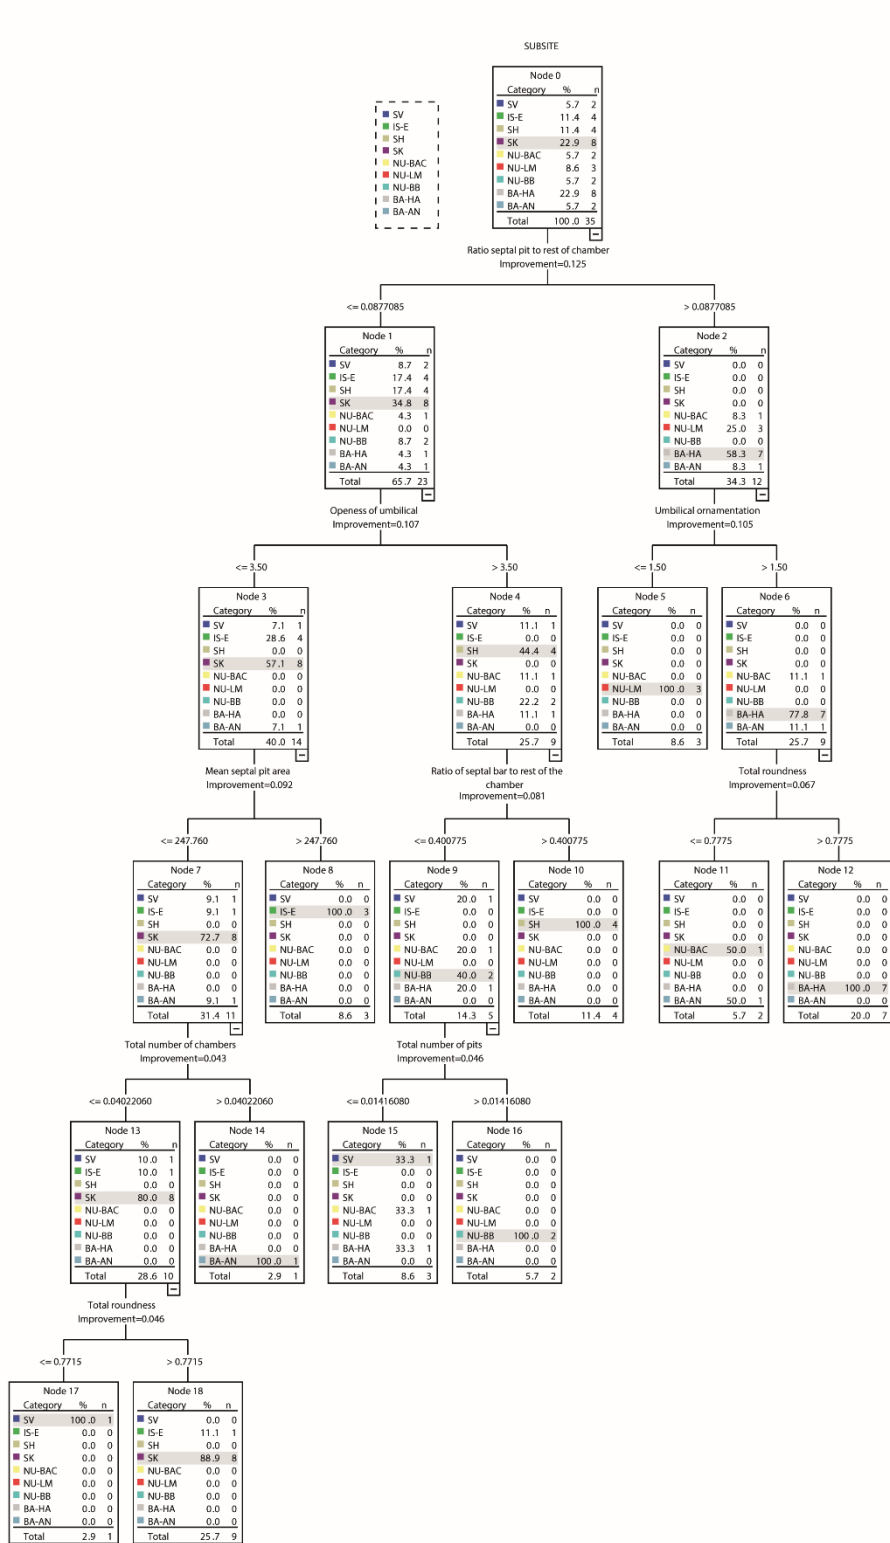 SUBSITE
SV
IS-E
SH
SK
NU-BAC
NU-LM
NU-BB
BA-HA
BA-AN
Node 0
Category % n
SV 5.7 2
IS-E 11.4 4
SH 11.4 4
SK 22.9 8
NU-BAC 5.7 2
NU-LM 8.6 3
NU-BB 5.7 2
BA-HA 22.9 8
BA-AN 5.7 2
Total 100.0 35
Ratio septal pit to rest of chamber
Improvement=0.125
<= 0.0877085
> 0.0877085
Node 1
Category % n
SV 8.7 2
IS-E 17.4 4
SH 17.4 4
SK 34.8 8
NU-BAC 4.3 1
NU-LM 0.0 0
NU-BB 8.7 2
BA-HA 4.3 1
BA-AN 4.3 1
Total 65.7 23
Openess of umbilical
Improvement=0.107
Node 2
Category % n
SV 0.0 0
IS-E 0.0 0
SH 0.0 0
SK 0.0 0
NU-BAC 8.3 1
NU-LM 25.0 3
NU-BB 0.0 0
BA-HA 58.3 7
BA-AN 8.3 1
Total 34.3 12
Umbilical ornamentation
Improvement=0.105
<= 3.50
> 3.50
<= 1.50
> 1.50
Node 3
Category % n
SV 7.1 1
IS-E 28.6 4
SH 0.0 0
SK 57.1 8
NU-BAC 0.0 0
NU-LM 0.0 0
NU-BB 0.0 0
BA-HA 0.0 0
BA-AN 7.1 1
Total 40.0 14
Mean septal pit area
Improvement=0.092
Node 4
Category % n
SV 11.1 1
IS-E 0.0 0
SH 44.4 4
SK 0.0 0
NU-BAC 11.1 1
NU-LM 0.0 0
NU-BB 22.2 2
BA-HA 11.1 1
BA-AN 0.0 0
Total 25.7 9
Ratio of septal bar to rest of the
chamber
Improvement=0.081
Node 5
Category % n
SV 0.0 0
IS-E 0.0 0
SH 0.0 0
SK 0.0 0
NU-BAC 0.0 0
NU-LM 100.0 3
NU-BB 0.0 0
BA-HA 0.0 0
BA-AN 0.0 0
Total 8.6 3
Node 6
Category % n
SV 0.0 0
IS-E 0.0 0
SH 0.0 0
SK 0.0 0
NU-BAC 11.1 1
NU-LM 0.0 0
NU-BB 0.0 0
BA-HA 77.8 7
BA-AN 11.1 1
Total 25.7 9
Total roundness
Improvement=0.067
<= 247.760
> 247.760
<= 0.400775
> 0.400775
<= 0.7775
> 0.7775
Node 7
Category % n
SV 9.1 1
IS-E 9.1 1
SH 0.0 0
SK 72.7 8
NU-BAC 0.0 0
NU-LM 0.0 0
NU-BB 0.0 0
BA-HA 0.0 0
BA-AN 9.1 1
Total 31.4 11
Total number of chambers
Improvement=0.043
Node 8
Category % n
SV 0.0 0
IS-E 100.0 3
SH 0.0 0
SK 0.0 0
NU-BAC 0.0 0
NU-LM 0.0 0
NU-BB 0.0 0
BA-HA 0.0 0
BA-AN 0.0 0
Total 8.6 3
Node 9
Category % n
SV 20.0 1
IS-E 0.0 0
SH 0.0 0
SK 0.0 0
NU-BAC 20.0 1
NU-LM 0.0 0
NU-BB 40.0 2
BA-HA 20.0 1
BA-AN 0.0 0
Total 14.3 5
Total number of pits
Improvement=0.046
Node 10
Category % n
SV 0.0 0
IS-E 0.0 0
SH 100.0 4
SK 0.0 0
NU-BAC 0.0 0
NU-LM 0.0 0
NU-BB 0.0 0
BA-HA 0.0 0
BA-AN 0.0 0
Total 11.4 4
Node 11
Category % n
SV 0.0 0
IS-E 0.0 0
SH 0.0 0
SK 0.0 0
NU-BAC 50.0 1
NU-LM 0.0 0
NU-BB 0.0 0
BA-HA 0.0 0
BA-AN 50.0 1
Total 5.7 2
Node 12
Category % n
SV 0.0 0
IS-E 0.0 0
SH 0.0 0
SK 0.0 0
NU-BAC 0.0 0
NU-LM 0.0 0
NU-BB 0.0 0
BA-HA 100.0 7
BA-AN 0.0 0
Total 20.0 7
<= 0.04022060
> 0.04022060
<= 0.01416080
> 0.01416080
Node 13
Category % n
SV 10.0 1
IS-E 10.0 1
SH 0.0 0
SK 80.0 8
NU-BAC 0.0 0
NU-LM 0.0 0
NU-BB 0.0 0
BA-HA 0.0 0
BA-AN 0.0 0
Total 28.6 10
Total roundness
Improvement=0.046
Node 14
Category % n
SV 0.0 0
IS-E 0.0 0
SH 0.0 0
SK 0.0 0
NU-BAC 0.0 0
NU-LM 0.0 0
NU-BB 0.0 0
BA-HA 0.0 0
BA-AN 100.0 1
Total 2.9 1
Node 15
Category % n
SV 33.3 1
IS-E 0.0 0
SH 0.0 0
SK 0.0 0
NU-BAC 33.3 1
NU-LM 0.0 0
NU-BB 0.0 0
BA-HA 33.3 1
BA-AN 0.0 0
Total 8.6 3
Node 16
Category % n
SV 0.0 0
IS-E 0.0 0
SH 0.0 0
SK 0.0 0
NU-BAC 0.0 0
NU-LM 0.0 0
NU-BB 100.0 2
BA-HA 0.0 0
BA-AN 0.0 0
Total 5.7 2
<= 0.7715
> 0.7715
Node 17
Category % n
SV 100.0 1
IS-E 0.0 0
SH 0.0 0
SK 0.0 0
NU-BAC 0.0 0
NU-LM 0.0 0
NU-BB 0.0 0
BA-HA 0.0 0
BA-AN 0.0 0
Total 2.9 1
Node 18
Category % n
SV 0.0 0
IS-E 11.1 1
SH 0.0 0
SK 88.9 8
NU-BAC 0.0 0
NU-LM 0.0 0
NU-BB 0.0 0
BA-HA 0.0 0
BA-AN 0.0 0
Total 25.7 9